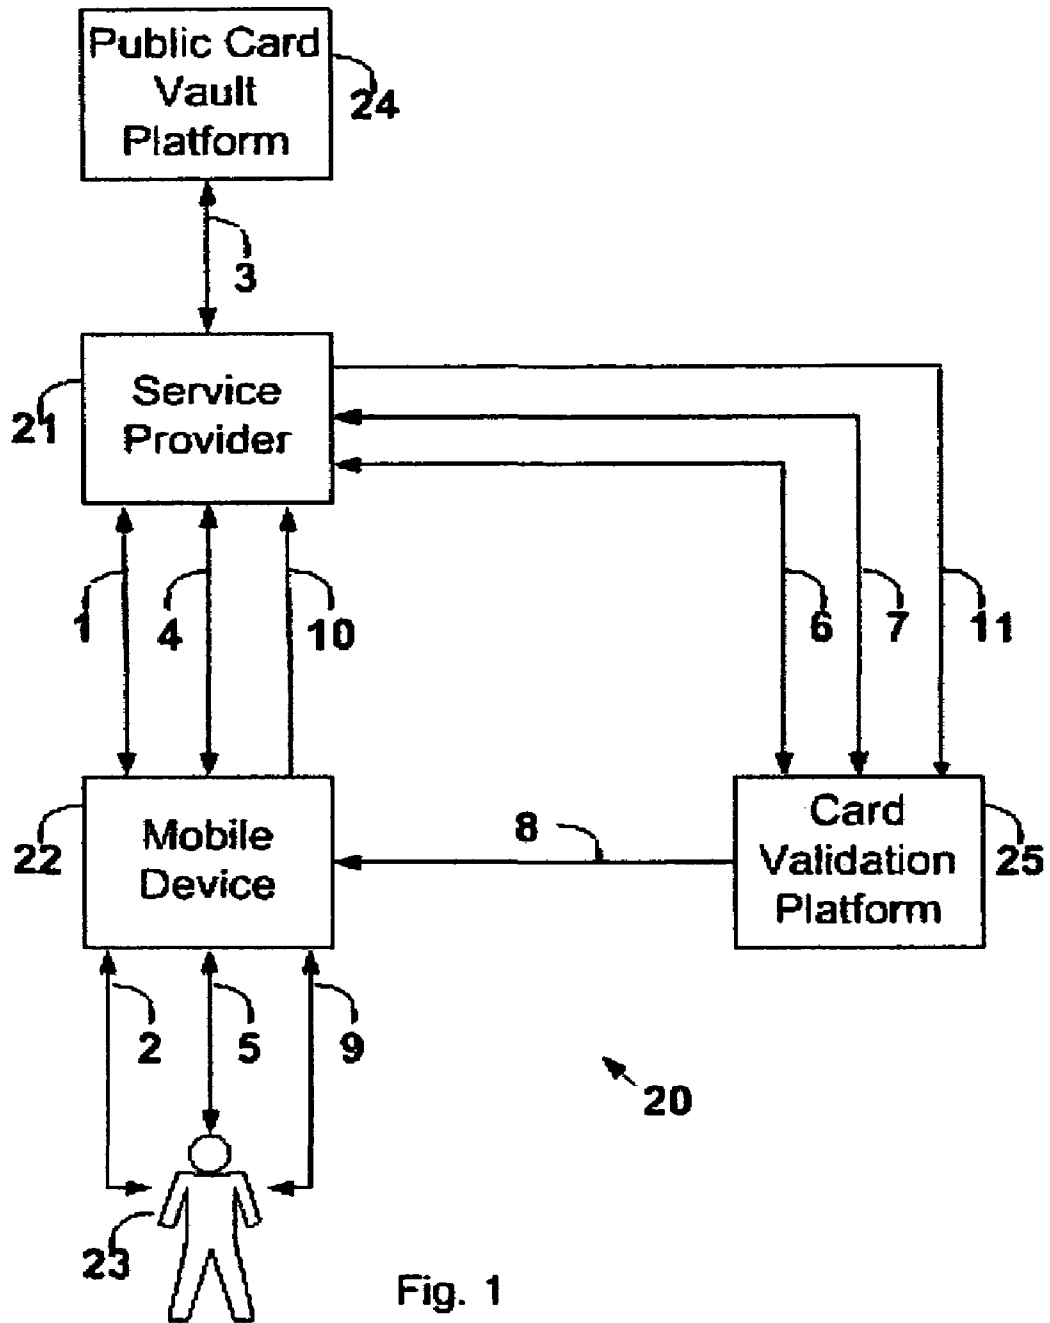 Public Card
Vault
Platform
24
3
21
Service
Provider
1
4
10
6
7
11
22
Mobile
Device
8
Card
Validation
Platform
25
2
5
9
20
23
Fig. 1